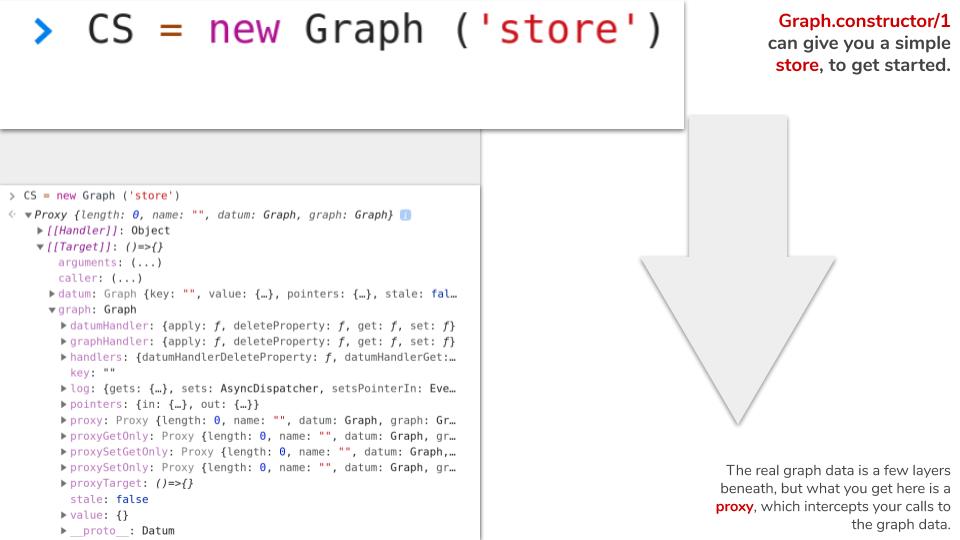 > CS = new Graph ('store')
Graph.constructor/1
can give you a simple
store, to get started.
> CS = new Graph ('store')
Proxy {length: 0, name: "", datum: Graph, graph: Graph} i
[[Handler]]: Object
[[Target]]: ()=>{}
arguments: (...)
caller: (...)
datum: Graph {key: "", value: {…}, pointers: {…}, stale: fal…
graph: Graph
datumHandler: {apply: ƒ, deleteProperty: ƒ, get: ƒ, set: ƒ}
graphHandler: {apply: ƒ, deleteProperty: ƒ, get: ƒ, set: ƒ}
handlers: {datumHandlerDeleteProperty: ƒ, datumHandlerGet:…
key: ""
log: {gets: {…}, sets: AsyncDispatcher, setsPointerIn: Eve…
pointers: {in: {…}, out: {…}}
proxy: Proxy {length: 0, name: "", datum: Graph, graph: Gr…
proxyGetOnly: Proxy {length: 0, name: "", datum: Graph, gr…
proxySetGetOnly: Proxy {length: 0, name: "", datum: Graph,…
proxySetOnly: Proxy {length: 0, name: "", datum: Graph, gr…
proxyTarget: ()=>{}
stale: false
value: {}
__proto__: Datum
The real graph data is a few layers
beneath, but what you get here is a
proxy, which intercepts your calls to
the graph data.